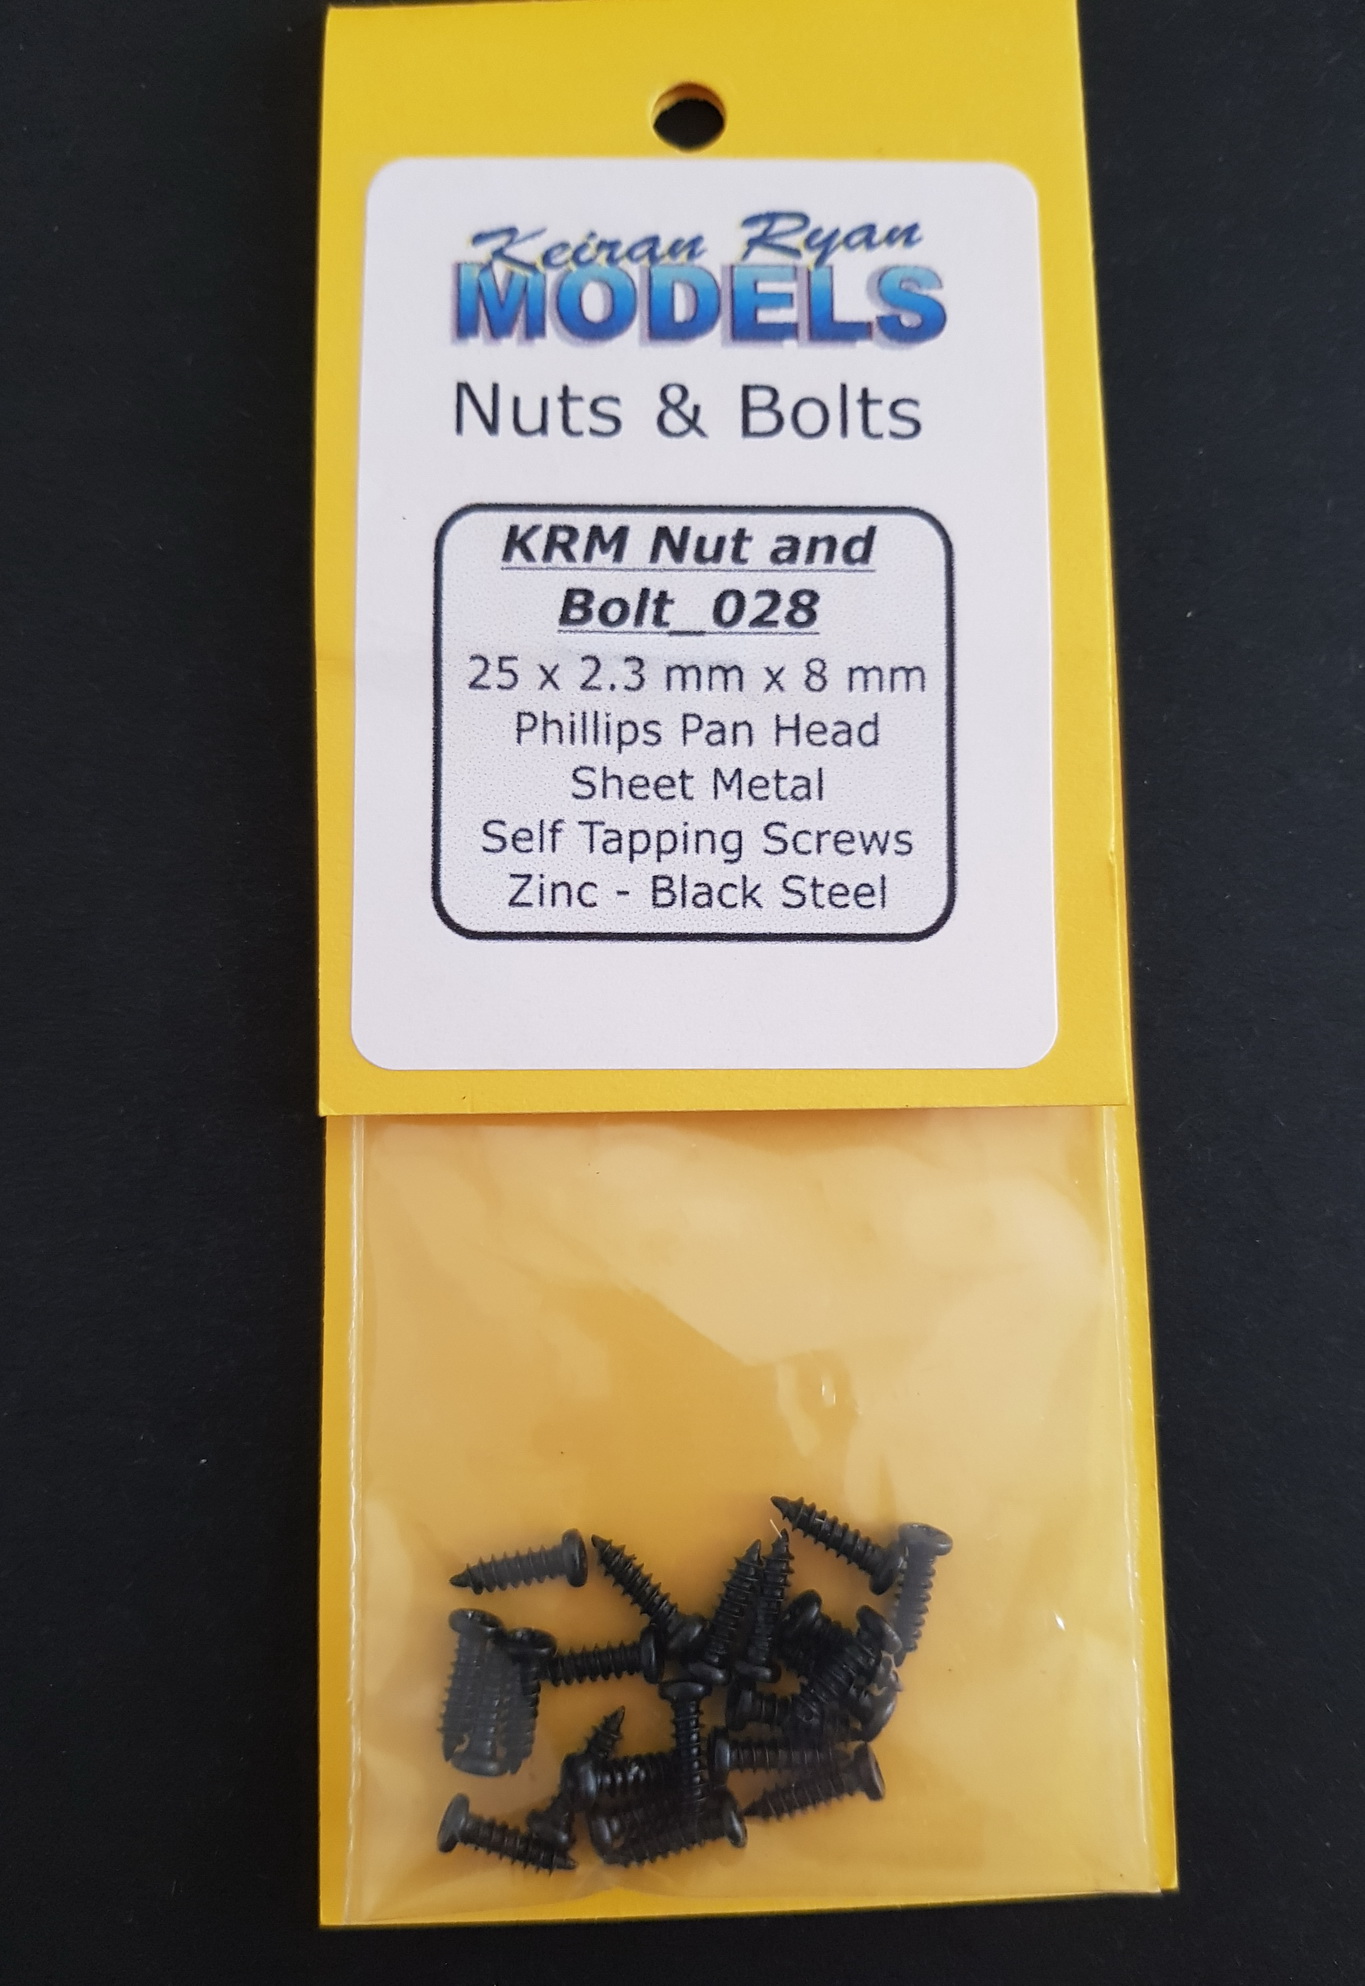 Keiran Ryan
MODELS
Nuts & Bolts
KRM Nut and
Bolt_028
25 x 2.3 mm x 8 mm
Phillips Pan Head
Sheet Metal
Self Tapping Screws
Zinc - Black Steel